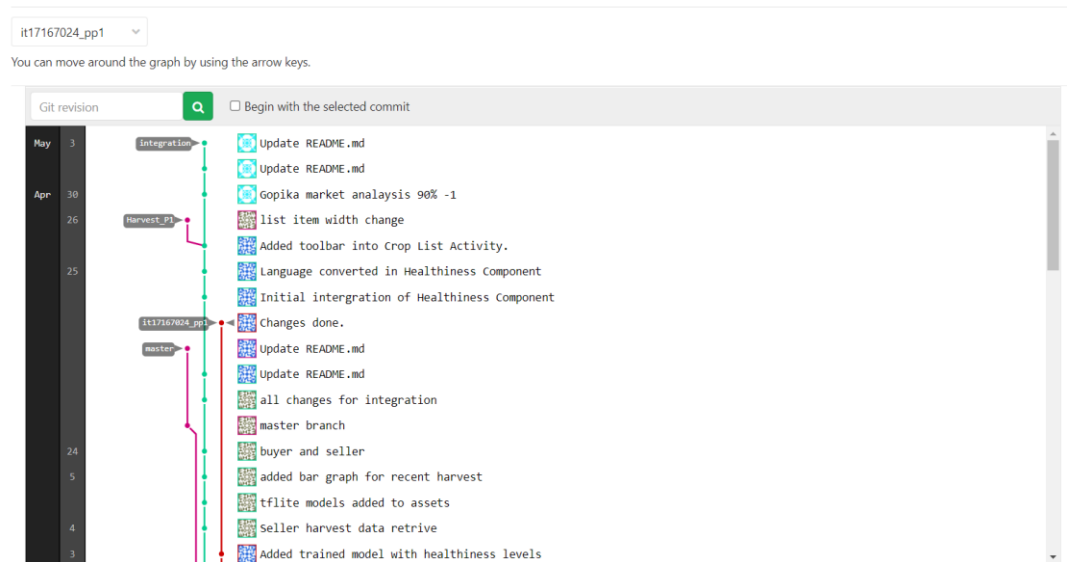 it17167024_pp1
You can move around the graph by using the arrow keys.
Git revision Begin with the selected commit
May 3 integration Update README.md
Update README.md
Apr 30 Gopika market analaysis 90% -1
26 Harvest_P1 list item width change
Added toolbar into Crop List Activity.
25 Language converted in Healthiness Component
Initial intergration of Healthiness Component
it17167024_pp1 Changes done.
master Update README.md
Update README.md
all changes for integration
master branch
24 buyer and seller
5 added bar graph for recent harvest
tflite models added to assets
4 Seller harvest data retrive
3 Added trained model with healthiness levels